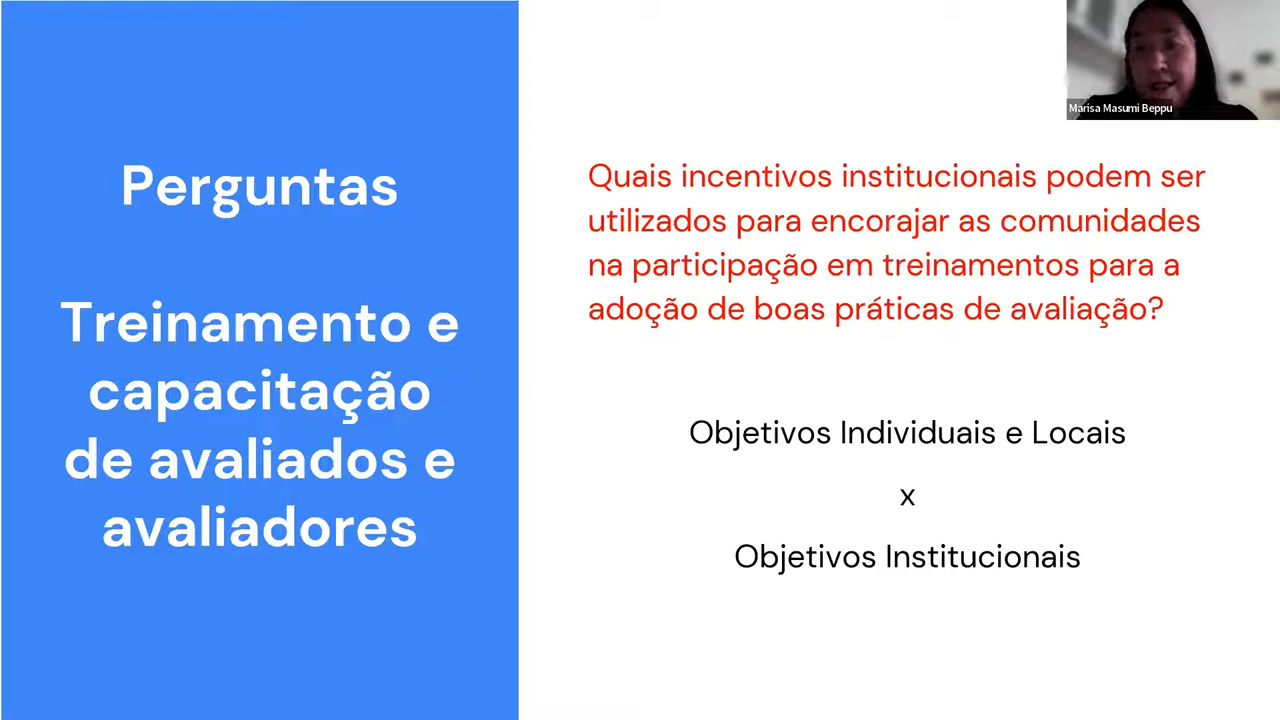 Perguntas
Treinamento e
capacitação
de avaliados e
avaliadores
Marisa Masumi Beppu
Quais incentivos institucionais podem ser
utilizados para encorajar as comunidades
na participação em treinamentos para a
adoção de boas práticas de avaliação?
Objetivos Individuais e Locais
x
Objetivos Institucionais